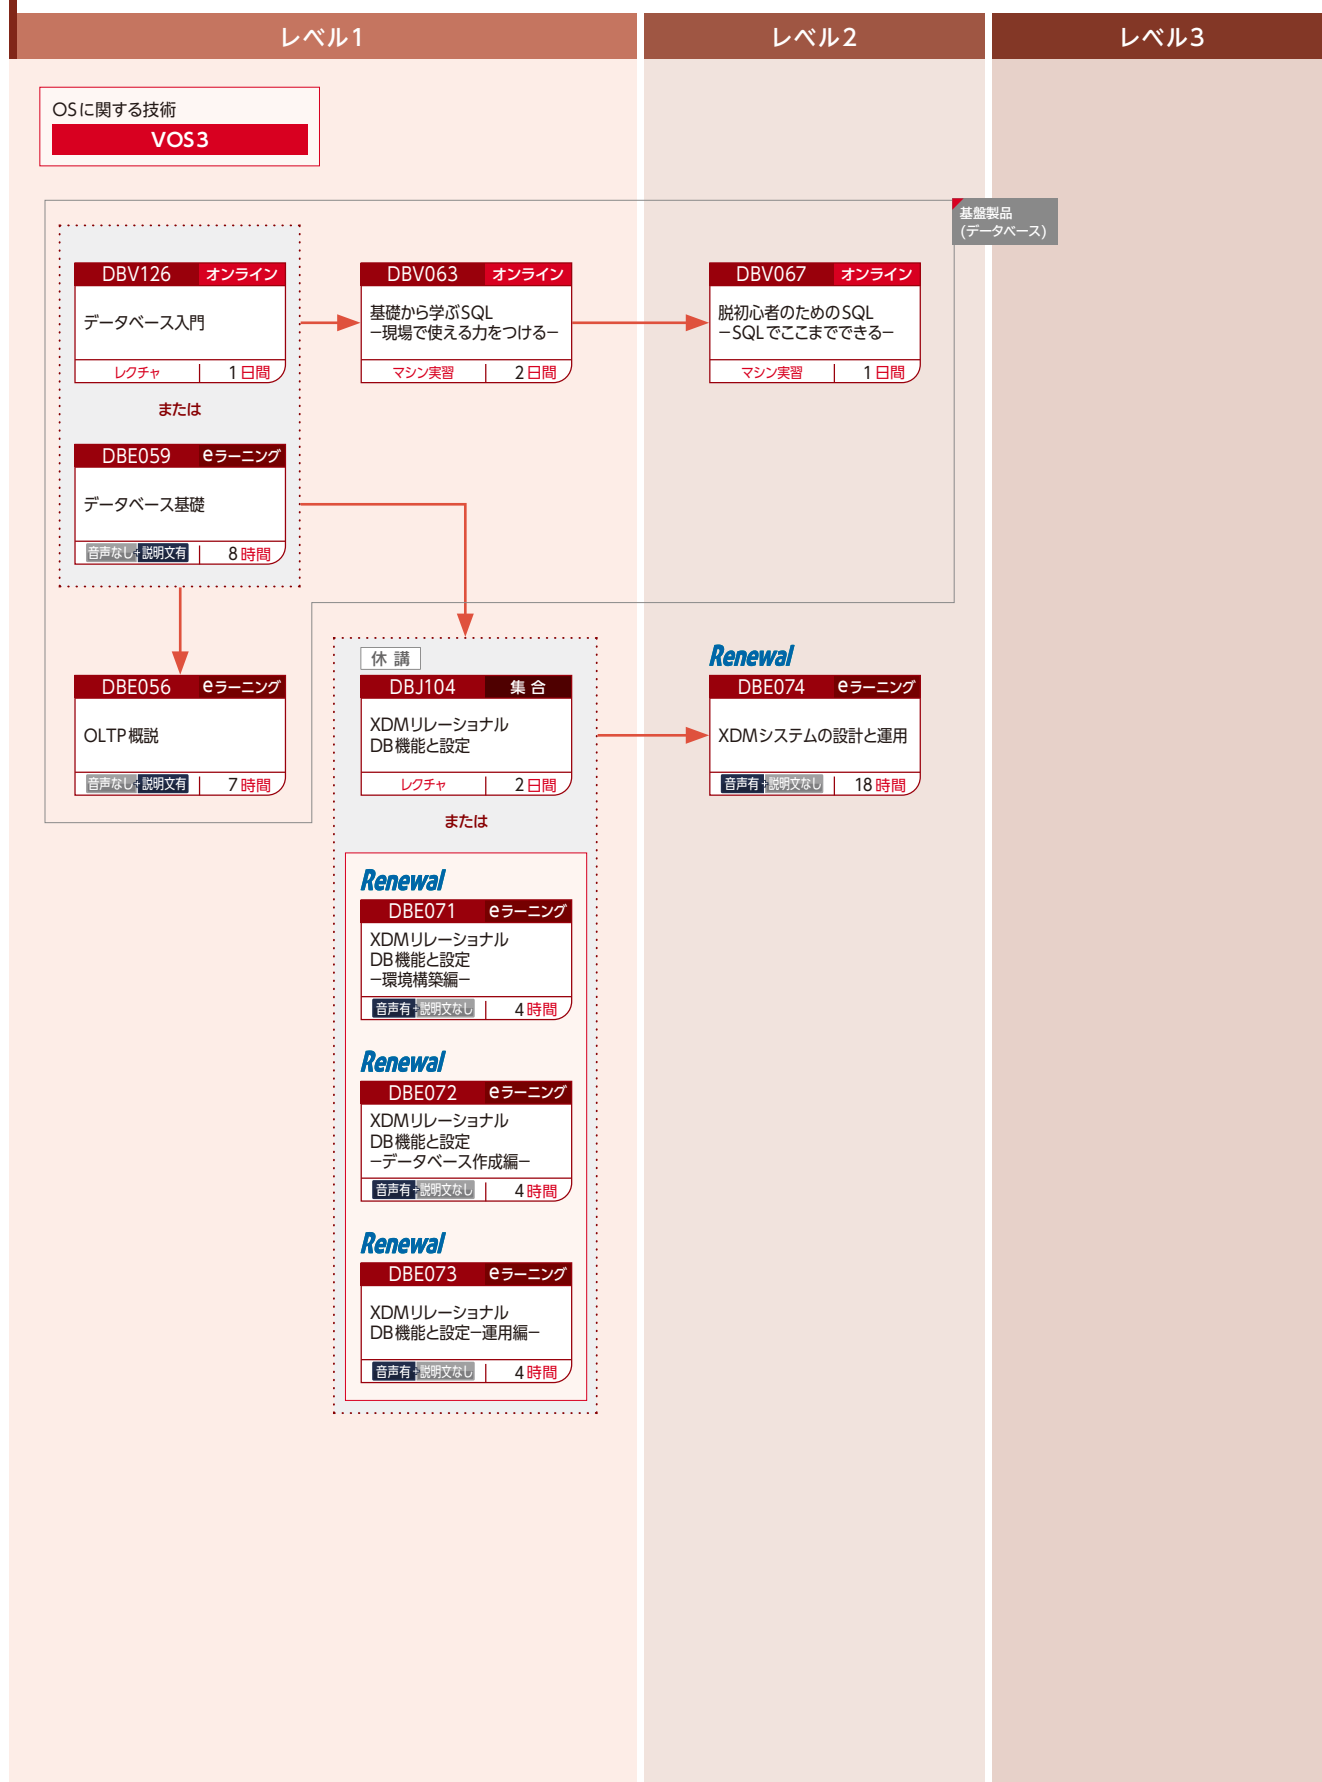 レベル1
レベル2
レベル3
OSに関する技術
VOS3
基盤製品
(データベース)
DBV126 オンライン
データベース入門
レクチャ 1日間
または
DBE059 eラーニング
データベース基礎
音声なし+説明文有 8時間
DBV063 オンライン
基礎から学ぶSQL
−現場で使える力をつける−
マシン実習 2日間
DBV067 オンライン
脱初心者のためのSQL
−SQLでここまでできる−
マシン実習 1日間
DBE056 eラーニング
OLTP概説
音声なし+説明文有 7時間
休 講
DBJ104 集 合
XDMリレーショナル
DB機能と設定
レクチャ 2日間
または
Renewal
DBE071 eラーニング
XDMリレーショナル
DB機能と設定
−環境構築編−
音声有+説明文なし 4時間
Renewal
DBE072 eラーニング
XDMリレーショナル
DB機能と設定
−データベース作成編−
音声有+説明文なし 4時間
Renewal
DBE073 eラーニング
XDMリレーショナル
DB機能と設定−運用編−
音声有+説明文なし 4時間
Renewal
DBE074 eラーニング
XDMシステムの設計と運用
音声有+説明文なし 18時間